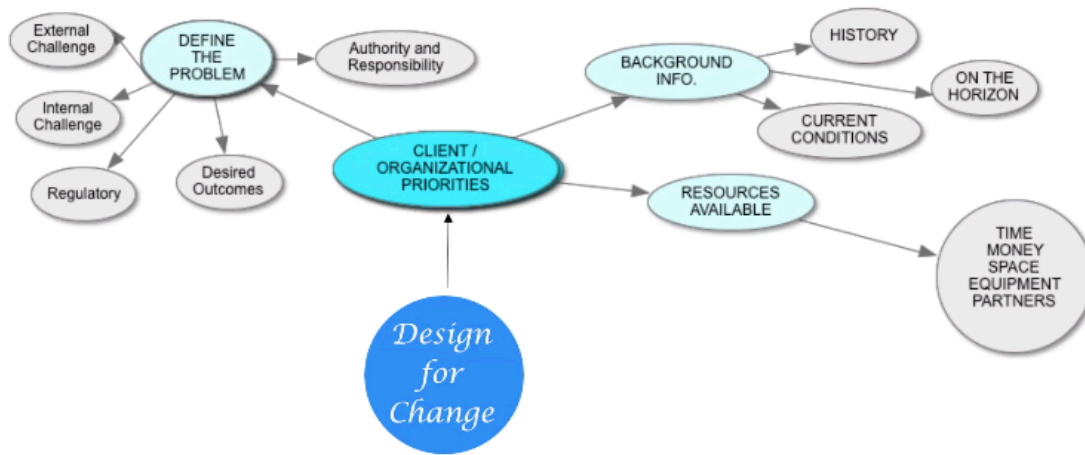 External
Challenge
DEFINE
THE
PROBLEM
Authority and
Responsibility
Internal
Challenge
Regulatory
Desired
Outcomes
CLIENT /
ORGANIZATIONAL
PRIORITIES
BACKGROUND
INFO.
HISTORY
ON THE
HORIZON
CURRENT
CONDITIONS
RESOURCES
AVAILABLE
TIME
MONEY
SPACE
EQUIPMENT
PARTNERS
Design
for
Change